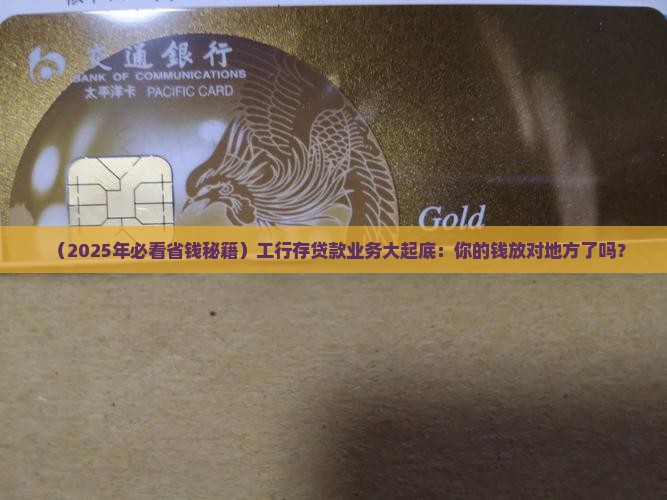 交通銀行
BANK OF COMMUNICATIONS
太平洋卡 PACIFIC CARD
Gold
（2025年必看省钱秘籍）工行存贷款业务大起底：你的钱放对地方了吗？